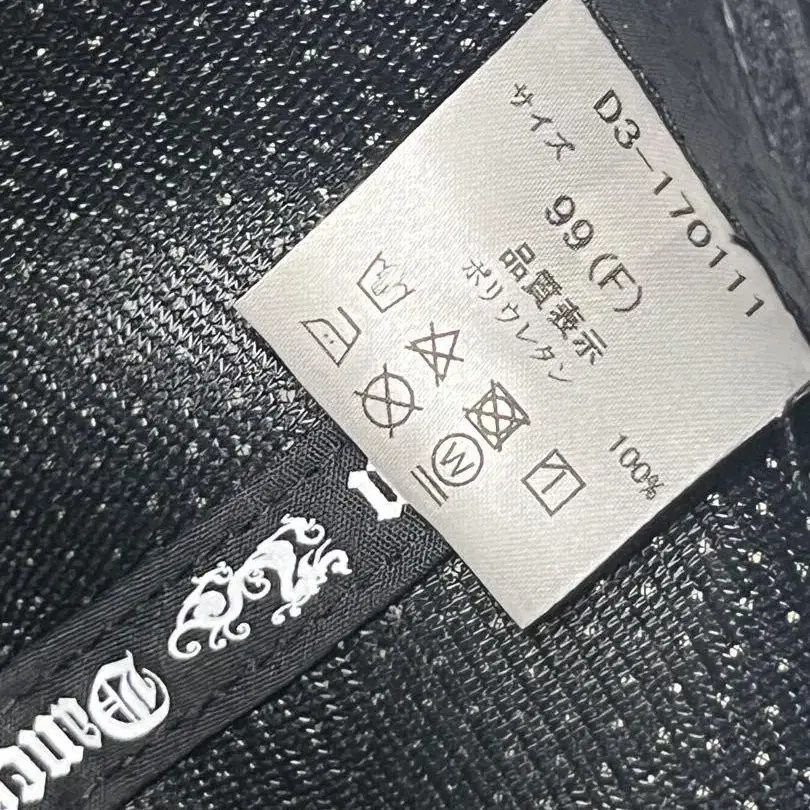 D3-170111
サイズ
99(F)
品質表示
ポリウレタン
100%
W